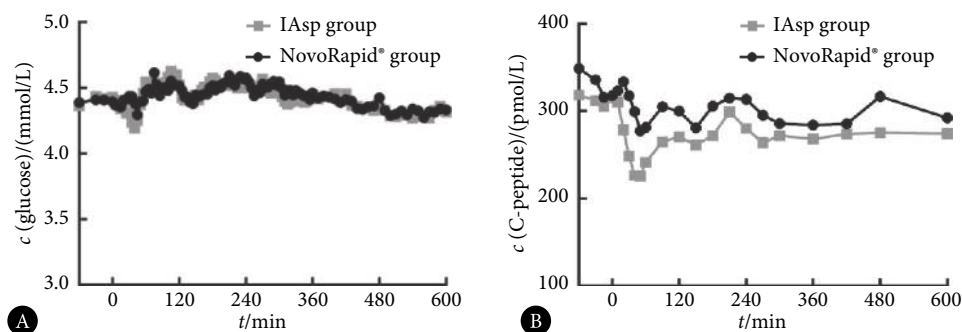 5.0
IAsp group
NovoRapid® group
4.5
4.0
4.5
3.0
c (glucose)/(mmol/L)
0
120
240
360
480
600
t/min
A
400
IAsp group
NovoRapid® group
300
200
100
c (C-peptide)/(pmol/L)
0
120
240
360
480
600
t/min
B